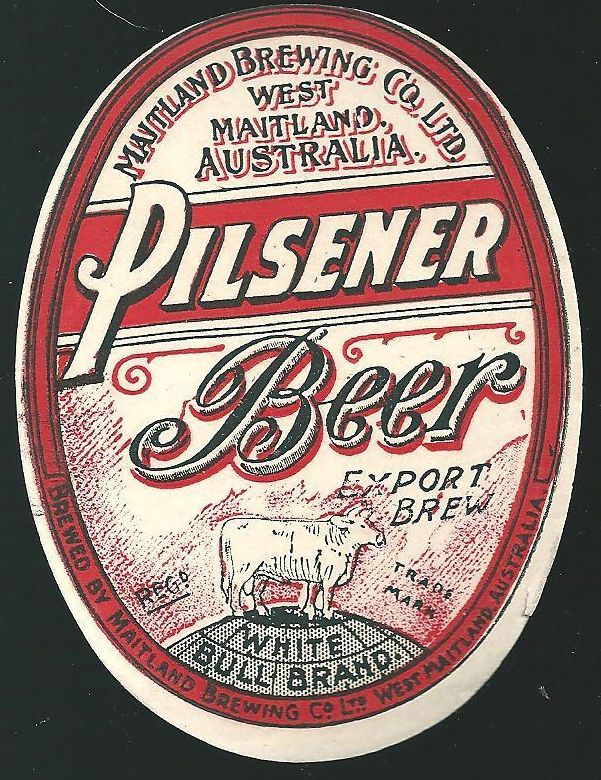 MAITLAND BREWING CO. LTD.
WEST
MAITLAND.
AUSTRALIA.
PILSENER
Beer
EXPORT
BREW
REGD
TRADE
MARK
WHITE
BULL BRAND
BREWED BY MAITLAND BREWING Co LTD WEST MAITLAND, AUSTRALIA.